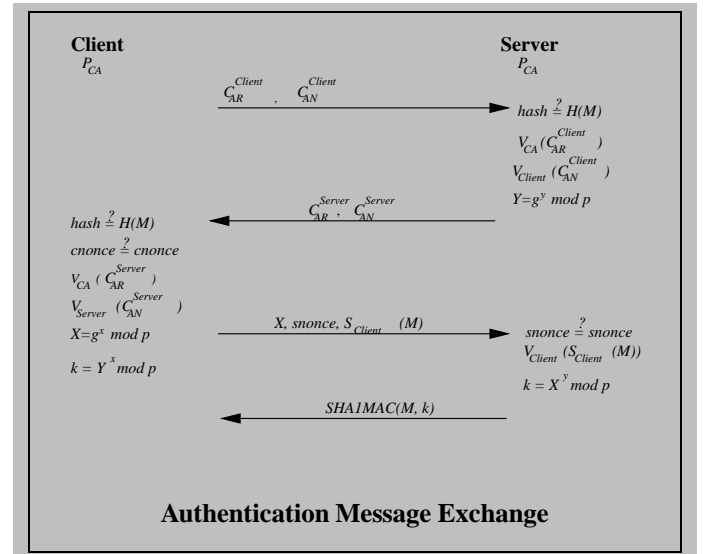 Client
P_CA
Server
P_CA
C_AR^Client , C_AN^Client
hash ≟ H(M)
V_CA (C_AR^Client )
V_Client (C_AN^Client )
Y=g^y mod p
C_AR^Server , C_AN^Server
hash ≟ H(M)
cnonce ≟ cnonce
V_CA ( C_AR^Server )
V_Server (C_AN^Server )
X=g^x mod p
k = Y^x mod p
X, snonce, S_Client (M)
snonce ≟ snonce
V_Client (S_Client (M))
k = X^y mod p
SHA1MAC(M, k)
Authentication Message Exchange